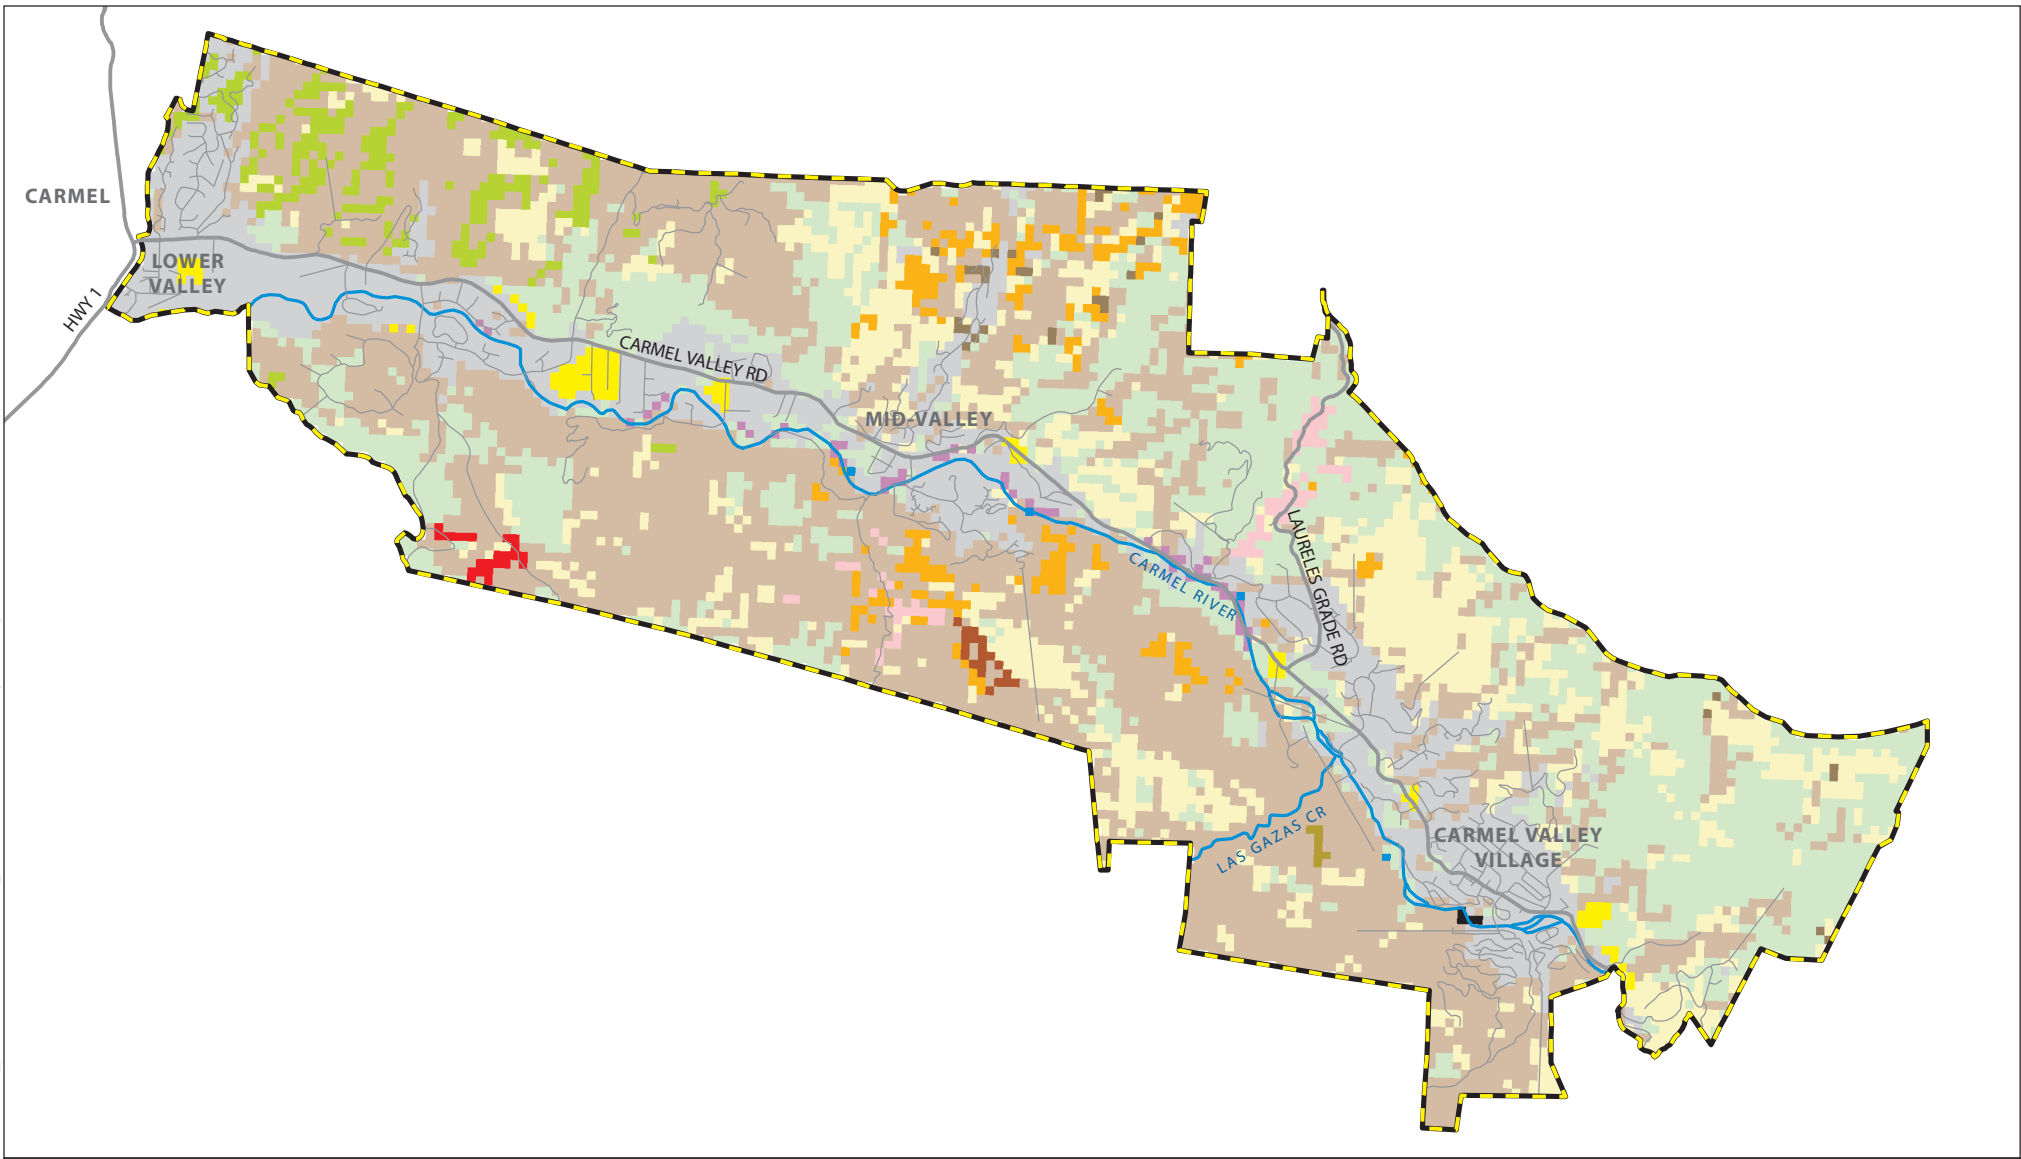 CARMEL
LOWER
VALLEY
HWY 1
CARMEL VALLEY RD
MID-VALLEY
CARMEL RIVER
LAURELES GRADE RD
LAS GAZAS CR
CARMEL VALLEY
VILLAGE